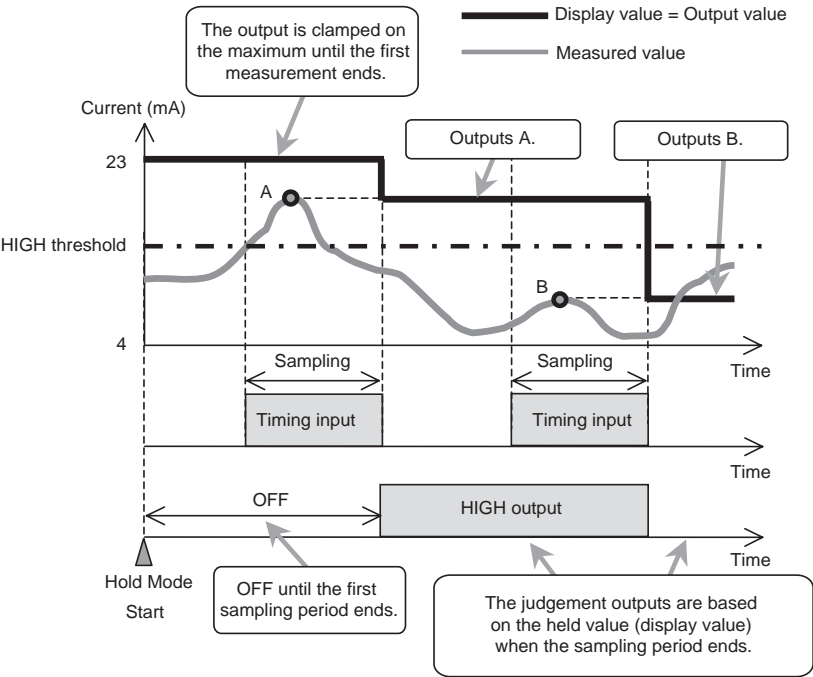 The output is clamped on
the maximum until the first
measurement ends.
Display value = Output value
Measured value
Current (mA)
Outputs A.
Outputs B.
23
A
HIGH threshold
B
4
Sampling
Sampling
Time
Timing input
Timing input
Time
OFF
HIGH output
Time
Hold Mode
Start
OFF until the first
sampling period ends.
The judgement outputs are based
on the held value (display value)
when the sampling period ends.